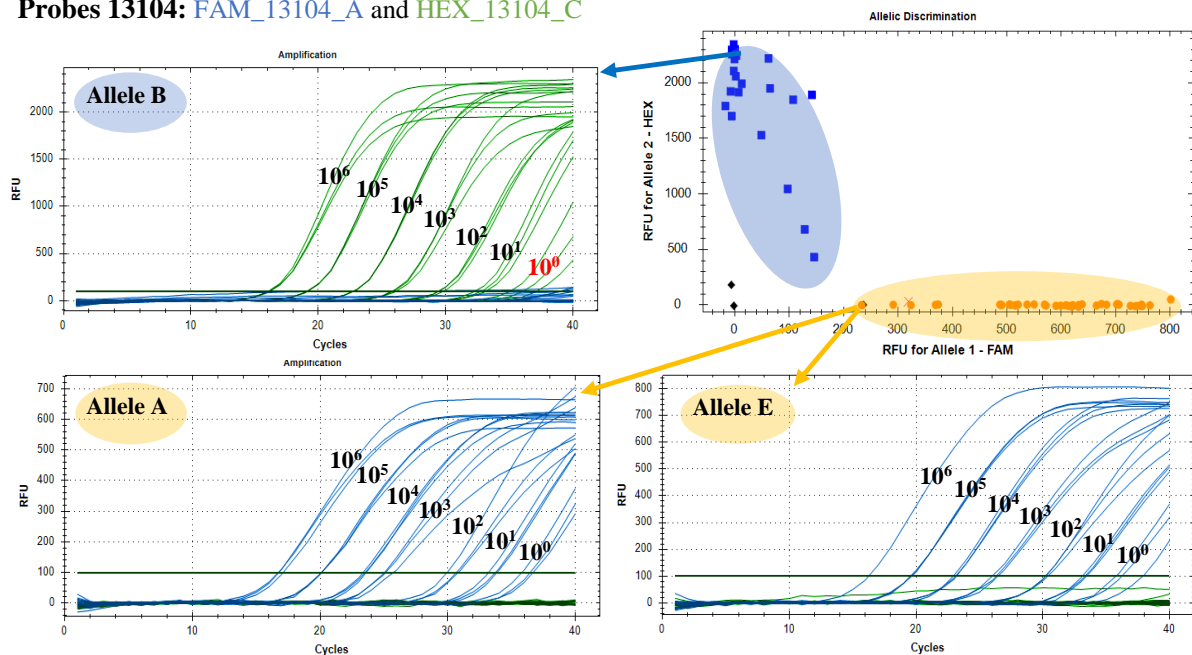 Probes 13104: FAM_13104_A and HEX_13104_C
Amplification
Allele B
RFU
2000
1500
1000
500
0
10⁶
10⁵
10⁴
10³
10²
10¹
10⁰
0 10 20 30 40
Cycles
Allelic Discrimination
RFU for Allele 2 - HEX
2000
1500
1000
500
0
0 100 200 300 400 500 600 700 800
RFU for Allele 1 - FAM
Amplification
Allele A
RFU
700
600
500
400
300
200
100
0
10⁶
10⁵
10⁴
10³
10²
10¹
10⁰
0 10 20 30 40
Cycles
Allele E
RFU
800
700
600
500
400
300
200
100
0
10⁶
10⁵
10⁴
10³
10²
10¹
10⁰
0 10 20 30 40
Cycles